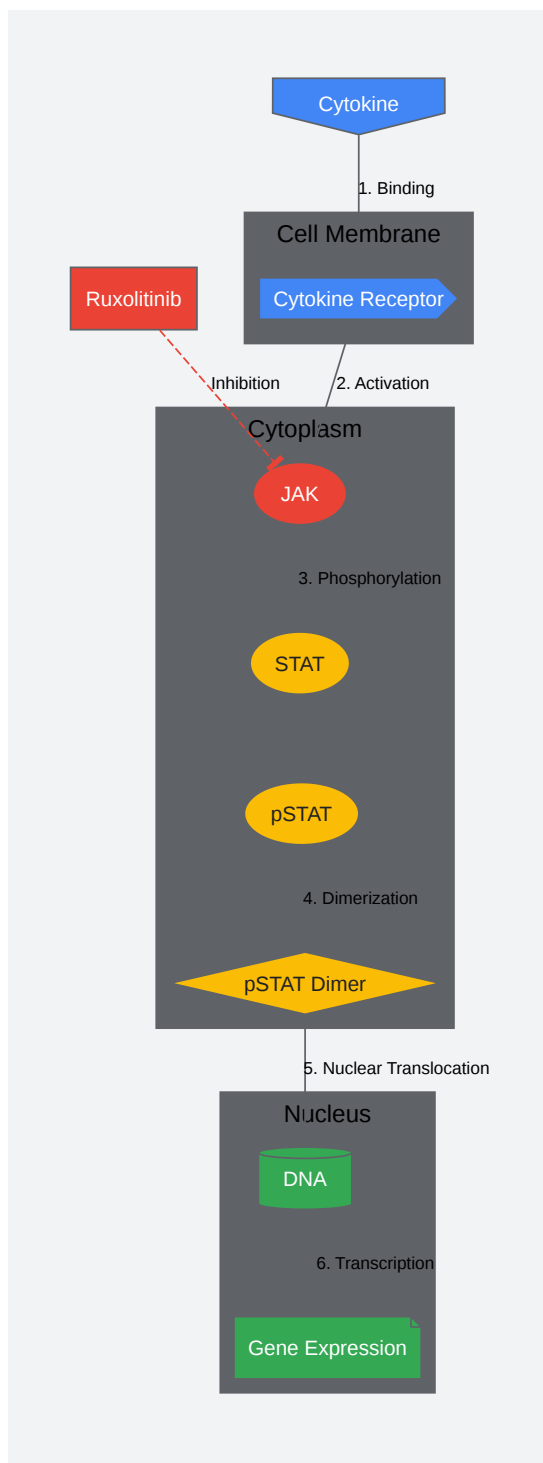 Cytokine
1. Binding
Cell Membrane
Ruxolitinib
Cytokine Receptor
Inhibition
2. Activation
Cytoplasm
JAK
3. Phosphorylation
STAT
pSTAT
4. Dimerization
pSTAT Dimer
5. Nuclear Translocation
Nucleus
DNA
6. Transcription
Gene Expression